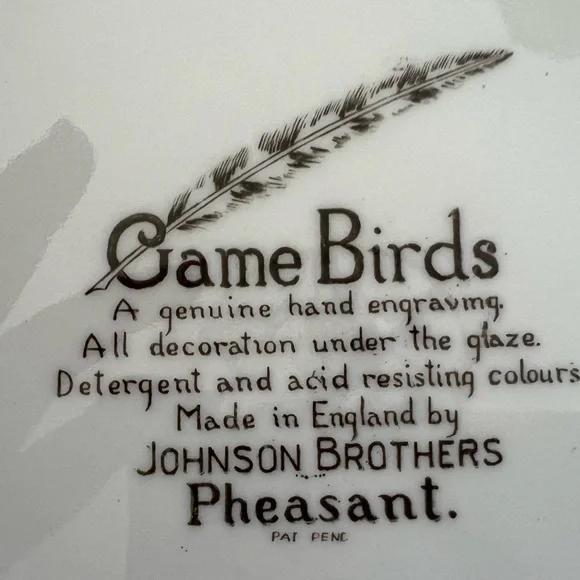 Game Birds
A genuine hand engraving.
All decoration under the glaze.
Detergent and acid resisting colours
Made in England by
JOHNSON BROTHERS
Pheasant.
PAT PEND